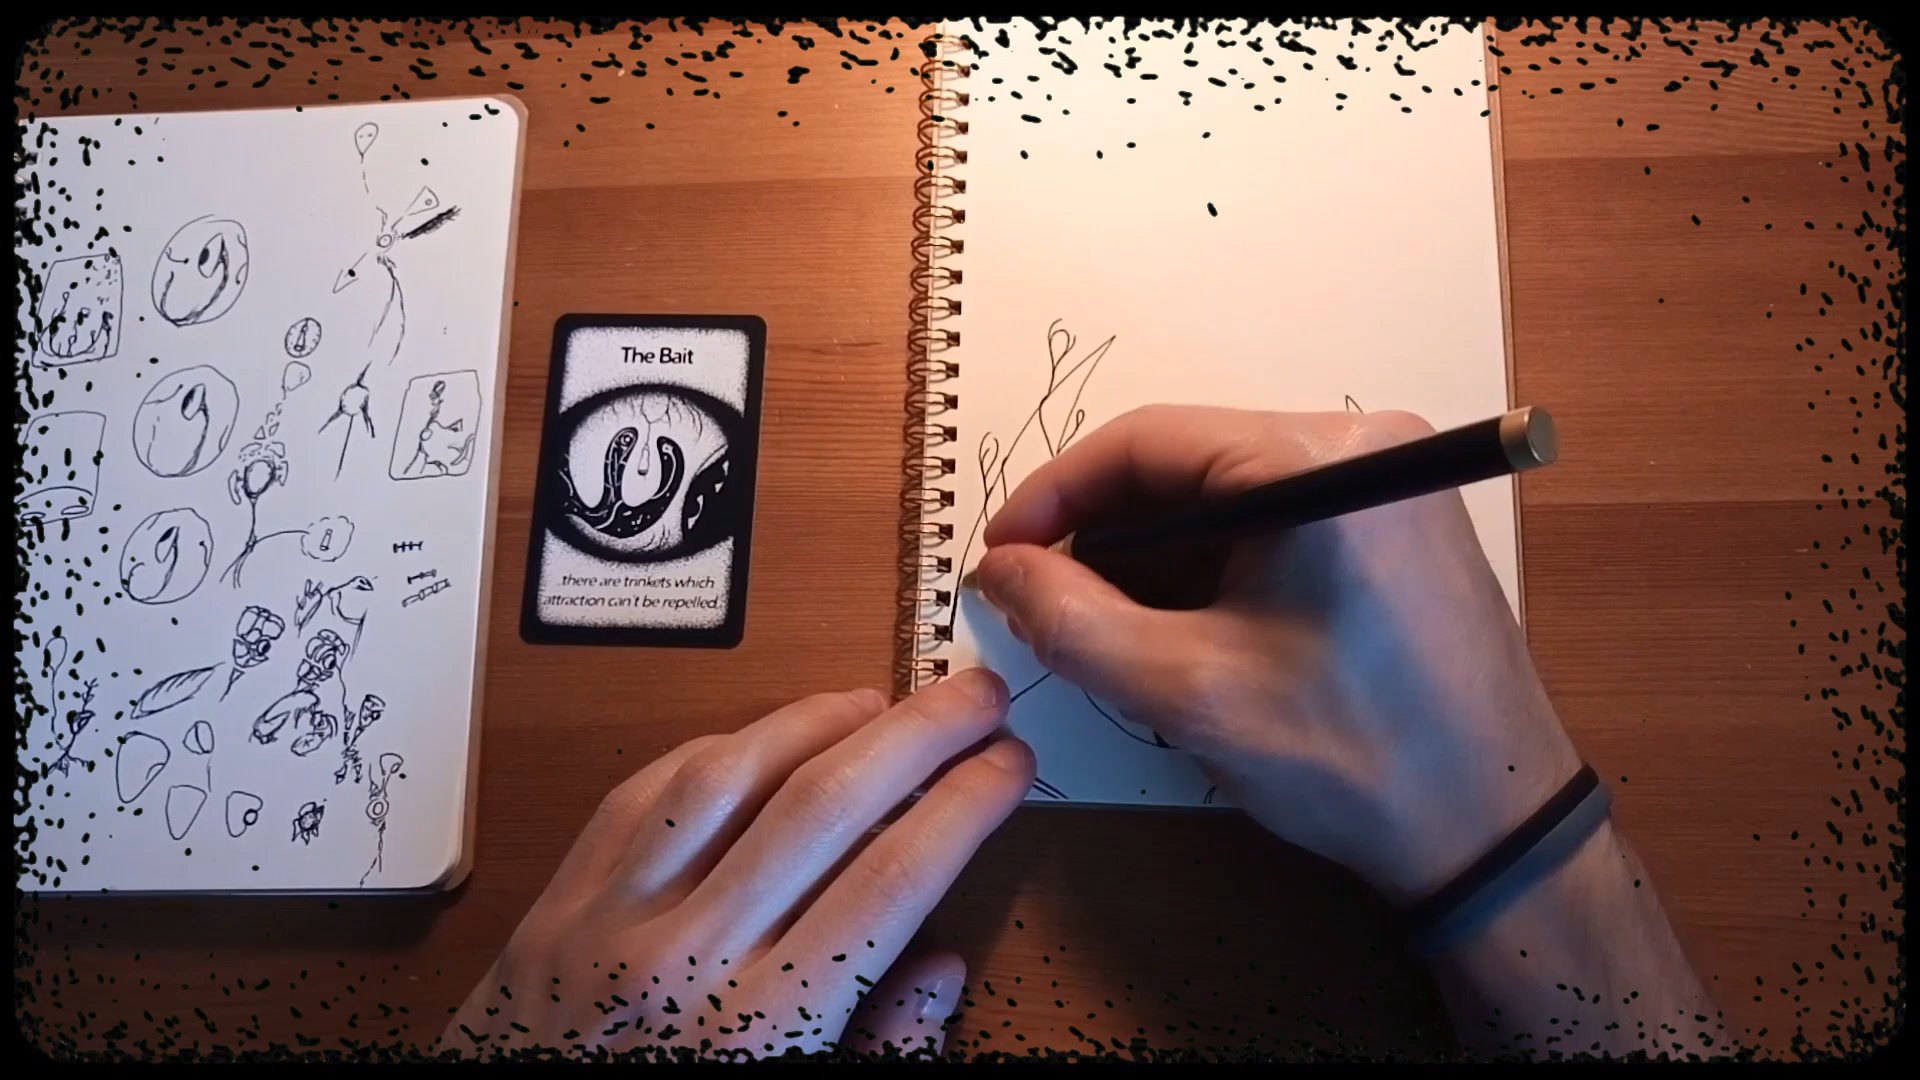 The Bait
...there are trinkets which
attraction can't be repelled.